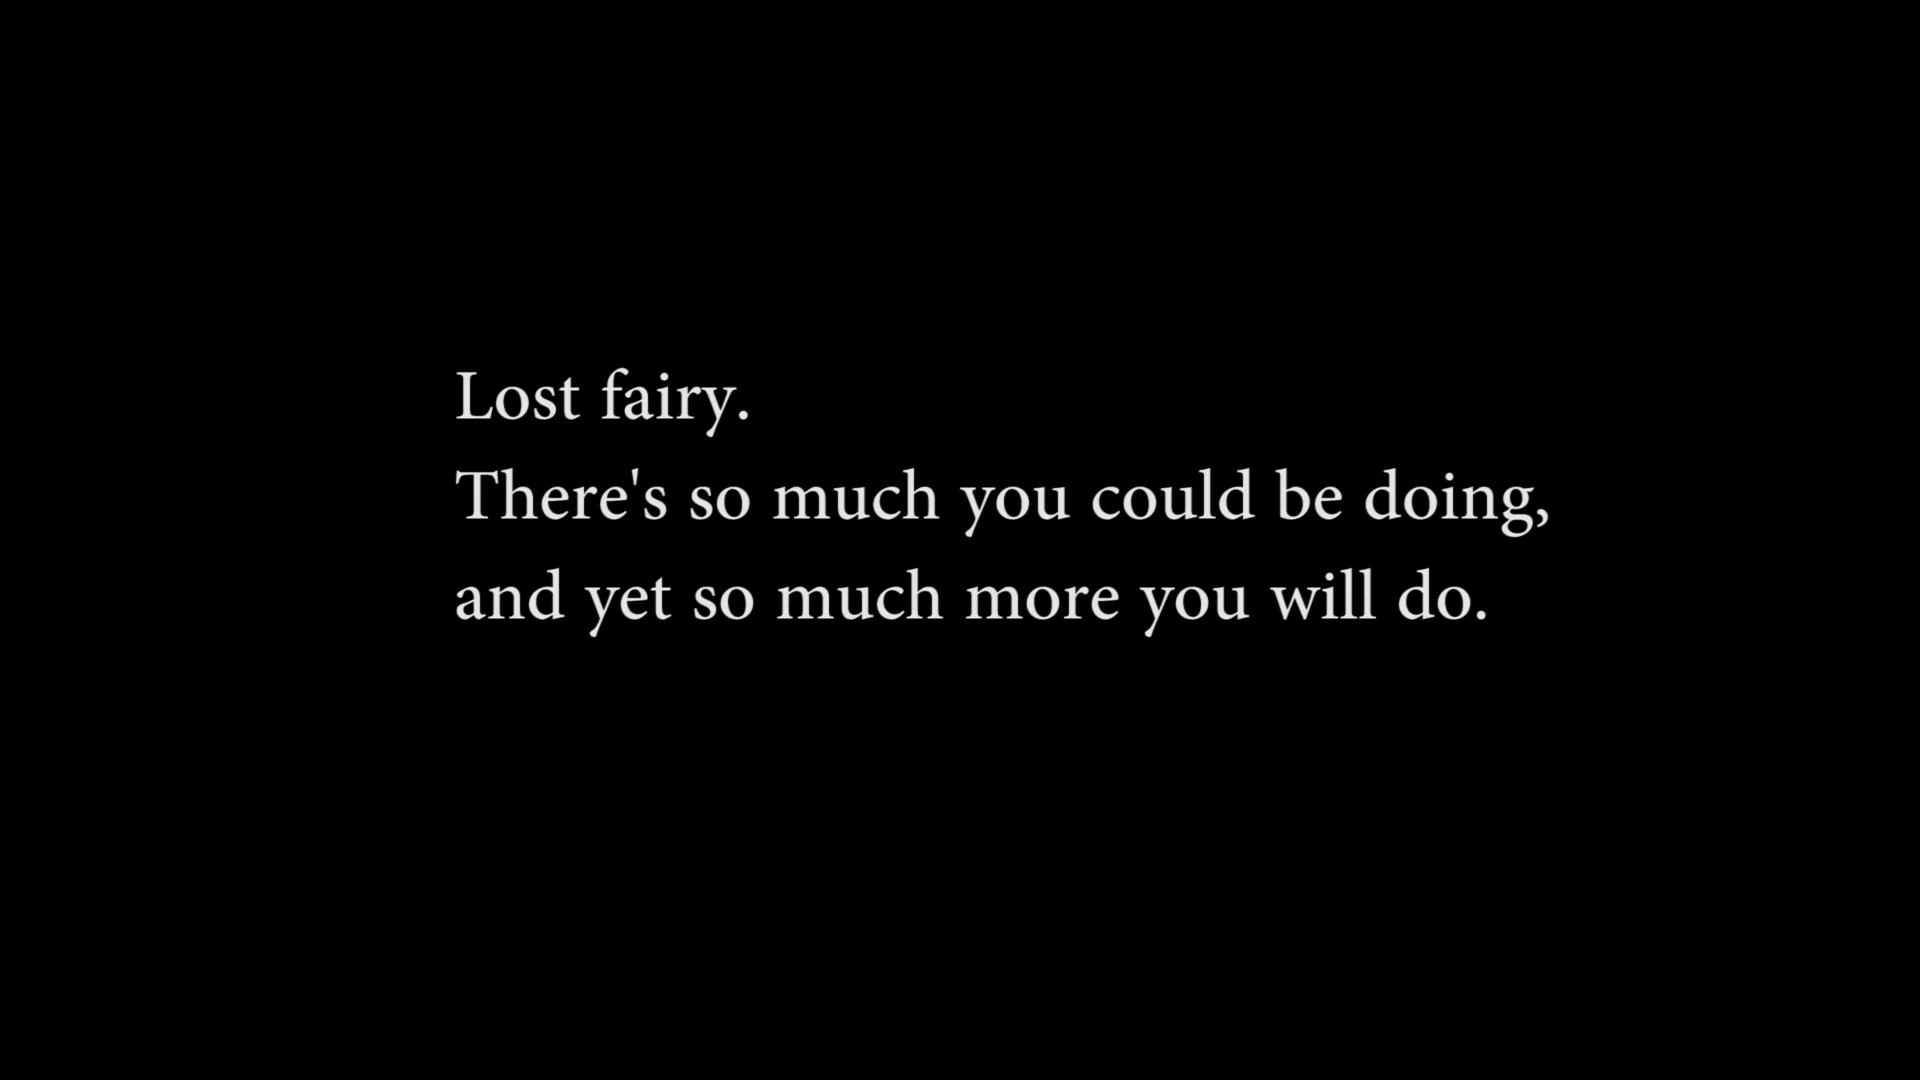 Lost fairy.
There's so much you could be doing,
and yet so much more you will do.